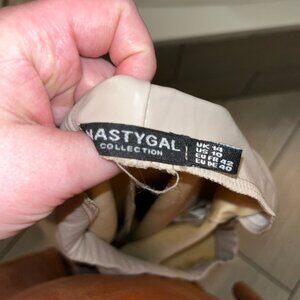 NASTYGAL
COLLECTION
UK 14
US 10
EU FR 42
EU DE 40